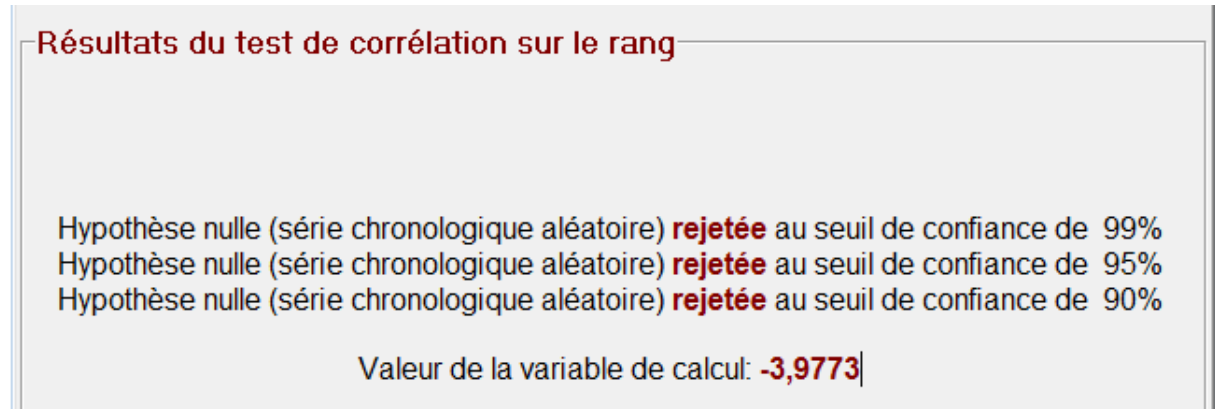 Résultats du test de corrélation sur le rang
Hypothèse nulle (série chronologique aléatoire) rejetée au seuil de confiance de 99%
Hypothèse nulle (série chronologique aléatoire) rejetée au seuil de confiance de 95%
Hypothèse nulle (série chronologique aléatoire) rejetée au seuil de confiance de 90%
Valeur de la variable de calcul: -3,9773